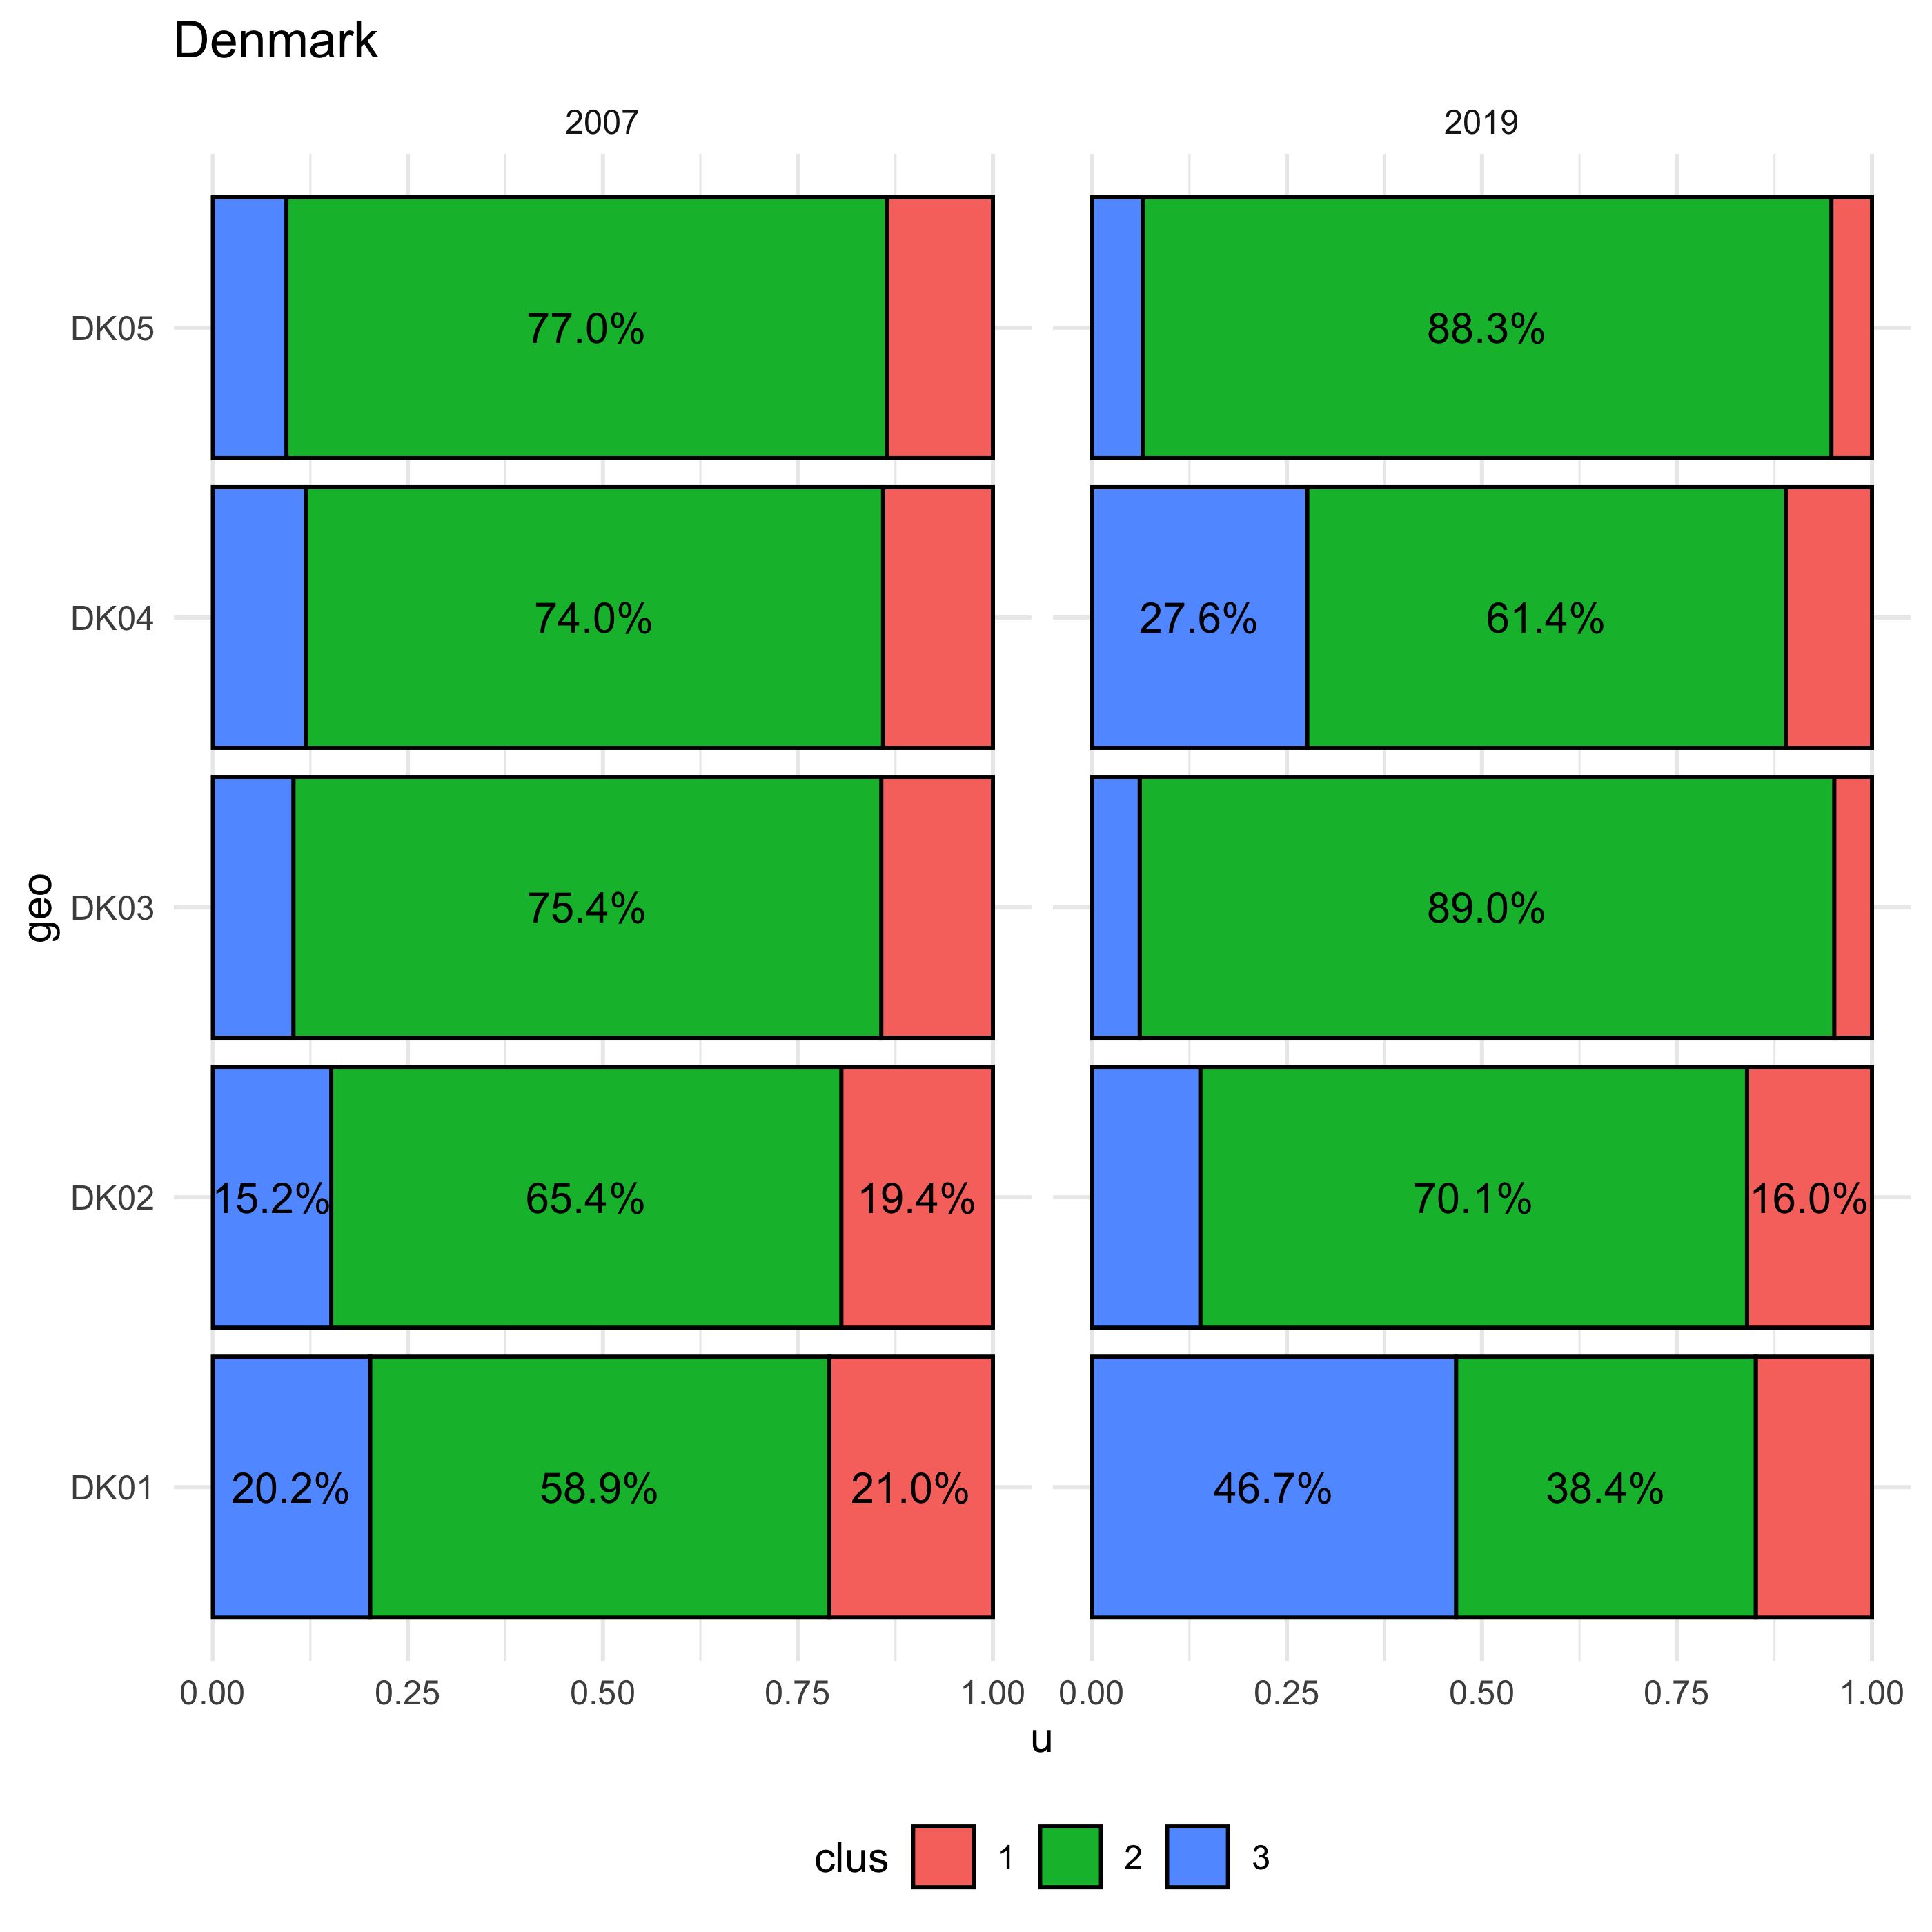 Denmark
2007 2019
DK05 77.0% 88.3%
DK04 74.0% 27.6% 61.4%
DK03 75.4% 89.0%
DK02 15.2% 65.4% 19.4% 70.1% 16.0%
DK01 20.2% 58.9% 21.0% 46.7% 38.4%
geo
0.00 0.25 0.50 0.75 1.00 0.00 0.25 0.50 0.75 1.00
u
clus 1 2 3